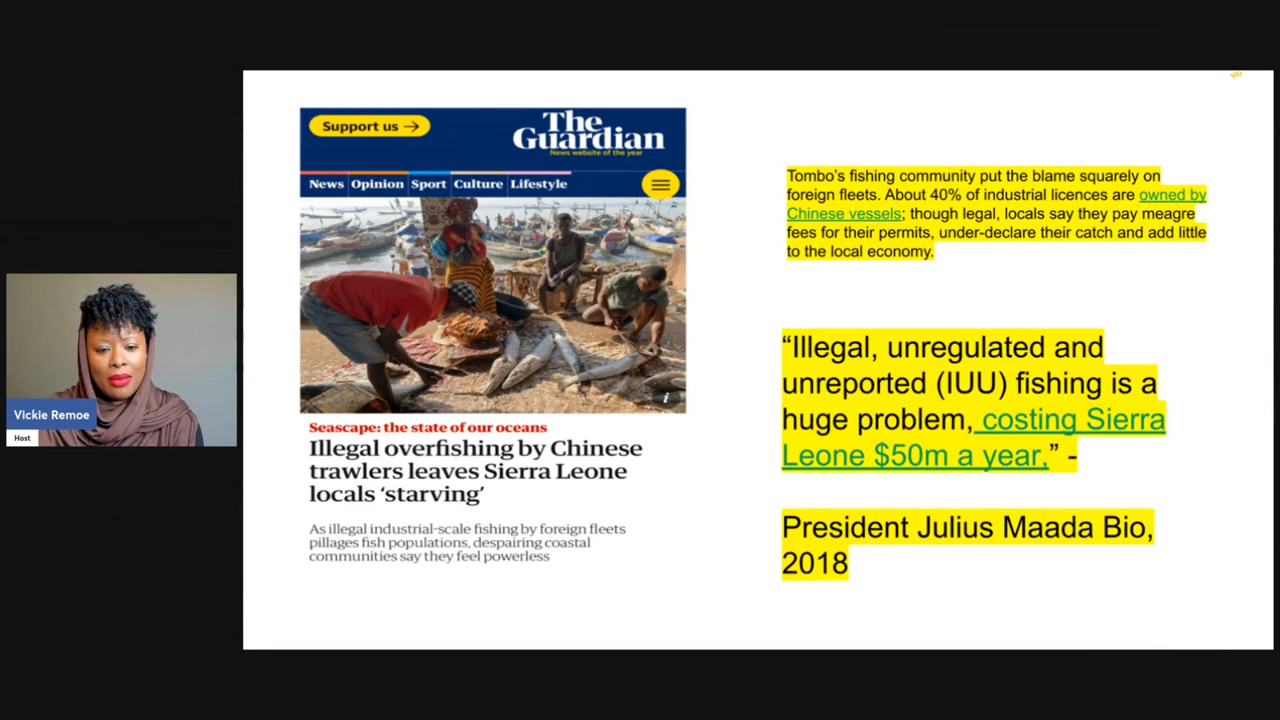 Support us →
The
Guardian
News website of the year
News Opinion Sport Culture Lifestyle
i
Seascape: the state of our oceans
Illegal overfishing by Chinese
trawlers leaves Sierra Leone
locals ‘starving’
As illegal industrial-scale fishing by foreign fleets
pillages fish populations, despairing coastal
communities say they feel powerless
Tombo’s fishing community put the blame squarely on
foreign fleets. About 40% of industrial licences are owned by
Chinese vessels; though legal, locals say they pay meagre
fees for their permits, under-declare their catch and add little
to the local economy.
“Illegal, unregulated and
unreported (IUU) fishing is a
huge problem, costing Sierra
Leone $50m a year,” -
President Julius Maada Bio,
2018
Vickie Remoe
Host